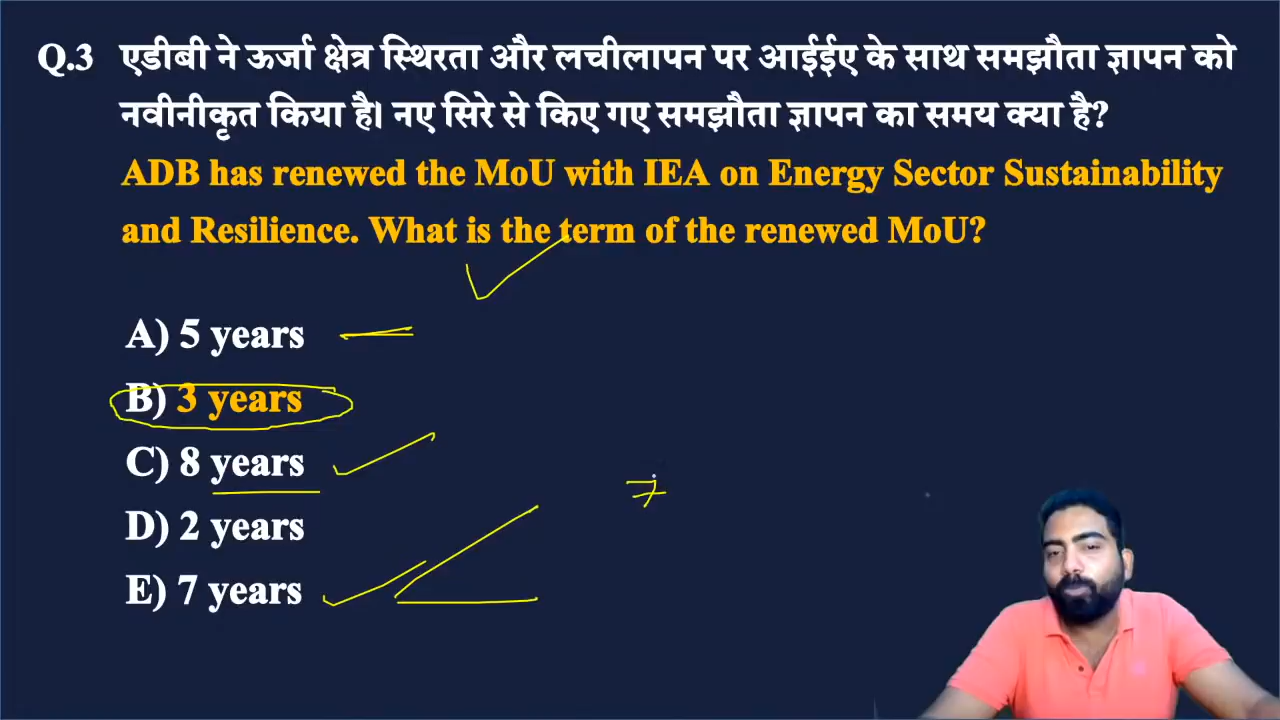 Q.3 एडीबी ने ऊर्जा क्षेत्र स्थिरता और लचीलापन पर आईईए के साथ समझौता ज्ञापन को
नवीनीकृत किया है। नए सिरे से किए गए समझौता ज्ञापन का समय क्या है?
ADB has renewed the MoU with IEA on Energy Sector Sustainability
and Resilience. What is the term of the renewed MoU?
A) 5 years
B) 3 years
C) 8 years
D) 2 years
E) 7 years
7